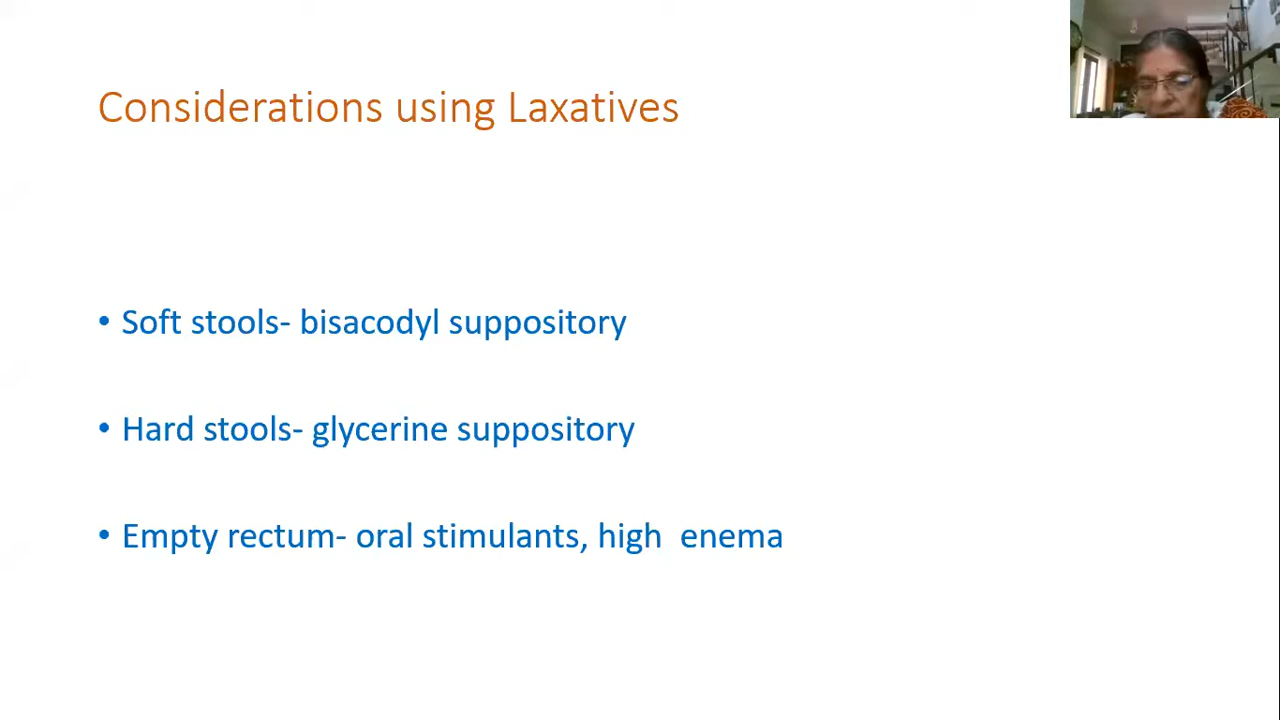 Considerations using Laxatives
• Soft stools- bisacodyl suppository
• Hard stools- glycerine suppository
• Empty rectum- oral stimulants, high  enema